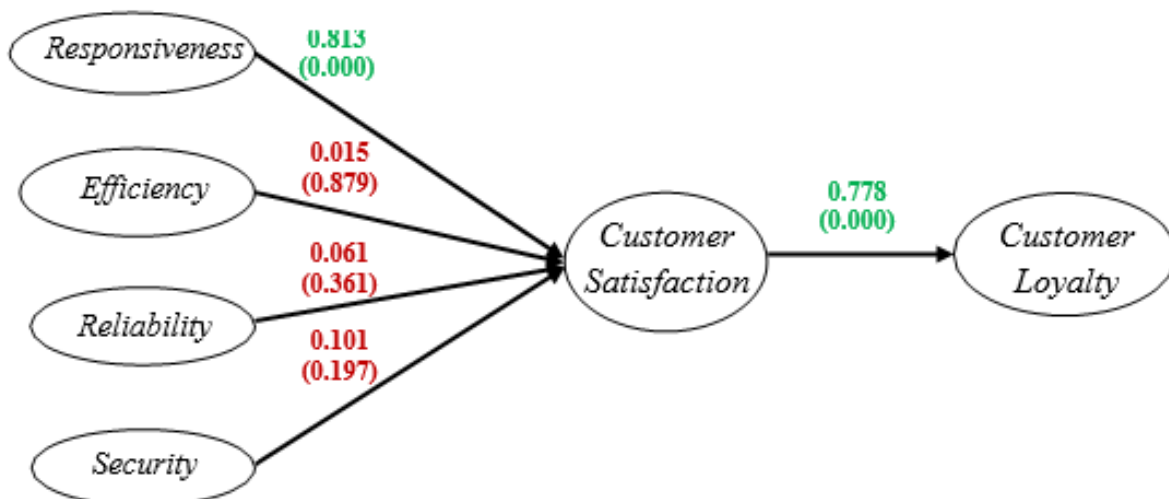 Responsiveness
0.813
(0.000)
Efficiency
0.015
(0.879)
Reliability
0.061
(0.361)
Security
0.101
(0.197)
Customer
Satisfaction
0.778
(0.000)
Customer
Loyalty